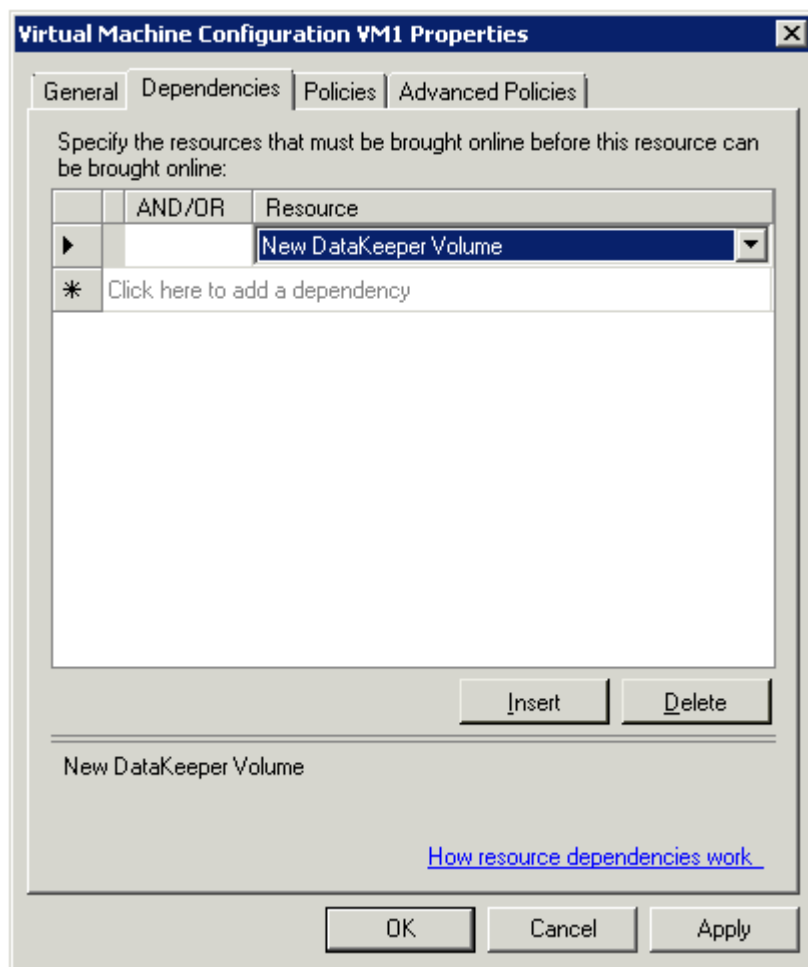 Virtual Machine Configuration VM1 Properties
General Dependencies Policies Advanced Policies
Specify the resources that must be brought online before this resource can
be brought online:
AND/OR Resource
New DataKeeper Volume
Click here to add a dependency
Insert Delete
New DataKeeper Volume
How resource dependencies work
OK Cancel Apply